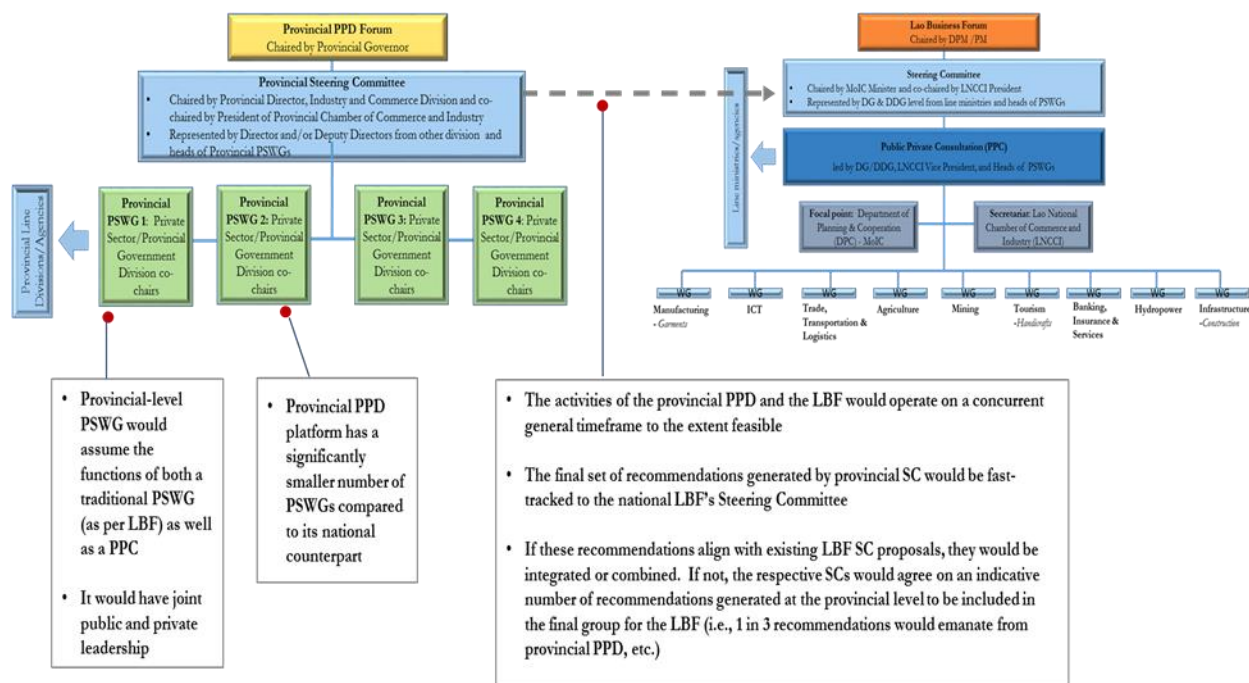 Provincial PPD Forum
Chaired by Provincial Governor
Provincial Steering Committee
• Chaired by Provincial Director, Industry and Commerce Division and co-
chaired by President of Provincial Chamber of Commerce and Industry
• Represented by Director and/or Deputy Directors from other division and
heads of Provincial PSWGs
Provincial Line
Divisions/Agencies
Provincial
PSWG 1: Private
Sector/Provincial
Government
Division co-
chairs
Provincial
PSWG 2: Private
Sector/Provincial
Government
Division co-
chairs
Provincial
PSWG 3: Private
Sector/Provincial
Government
Division co-
chairs
Provincial
PSWG 4: Private
Sector/Provincial
Government
Division co-
chairs
Lao Business Forum
Chaired by DPM /PM
Line ministries/agencies
Steering Committee
• Chaired by MoIC Minister and co-chaired by LNCCI President
• Represented by DG & DDG level from line ministries and heads of PSWGs
Public Private Consultation (PPC)
led by DG/DDG, LNCCI Vice President, and Heads of PSWGs
Focal point: Department of
Planning & Cooperation
(DPC) - MoIC
Secretariat: Lao National
Chamber of Commerce and
Industry (LNCCI)
WG
WG
WG
WG
WG
WG
WG
WG
WG
Manufacturing
- Garments
ICT
Trade,
Transportation &
Logistics
Agriculture
Mining
Tourism
-Handicrafts
Banking,
Insurance &
Services
Hydropower
Infrastructure
-Construction
• Provincial-level
PSWG would
assume the
functions of both a
traditional PSWG
(as per LBF) as well
as a PPC
• It would have joint
public and private
leadership
• Provincial PPD
platform has a
significantly
smaller number of
PSWGs compared
to its national
counterpart
• The activities of the provincial PPD and the LBF would operate on a concurrent
general timeframe to the extent feasible
• The final set of recommendations generated by provincial SC would be fast-
tracked to the national LBF's Steering Committee
• If these recommendations align with existing LBF SC proposals, they would be
integrated or combined. If not, the respective SCs would agree on an indicative
number of recommendations generated at the provincial level to be included in
the final group for the LBF (i.e., 1 in 3 recommendations would emanate from
provincial PPD, etc.)